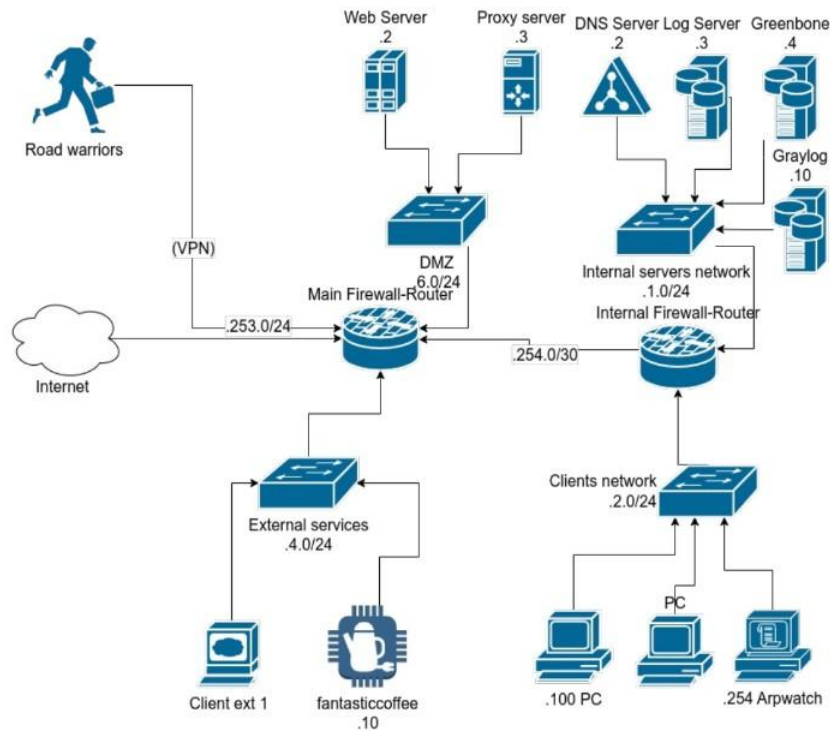 Web Server
.2
Proxy server
.3
DNS Server
.2
Log Server
.3
Greenbone
.4
Road warriors
Graylog
.10
(VPN)
DMZ
.6.0/24
Internal servers network
.1.0/24
Main Firewall-Router
Internal Firewall-Router
.253.0/24
.254.0/30
Internet
Clients network
.2.0/24
External services
.4.0/24
PC
Client ext 1
fantasticcoffee
.10
.100 PC
.254 Arpwatch